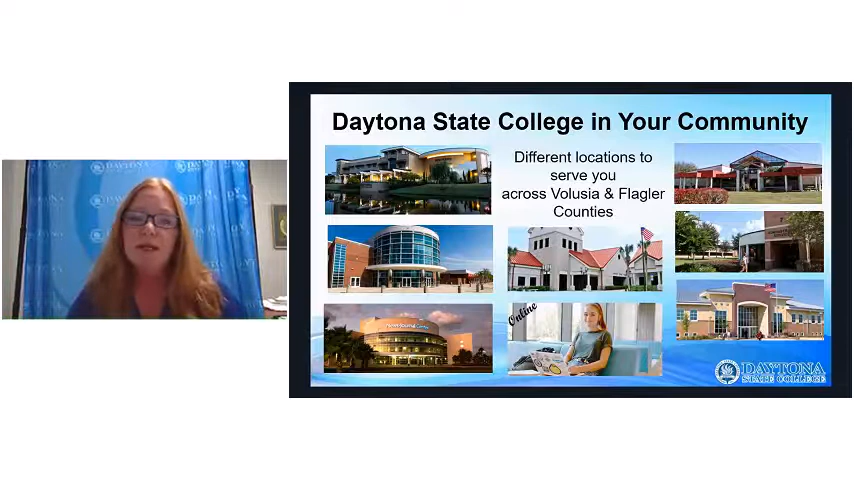 Daytona State College in Your Community
Different locations to
serve you
across Volusia & Flagler
Counties
Online
DAYTONA
STATE COLLEGE